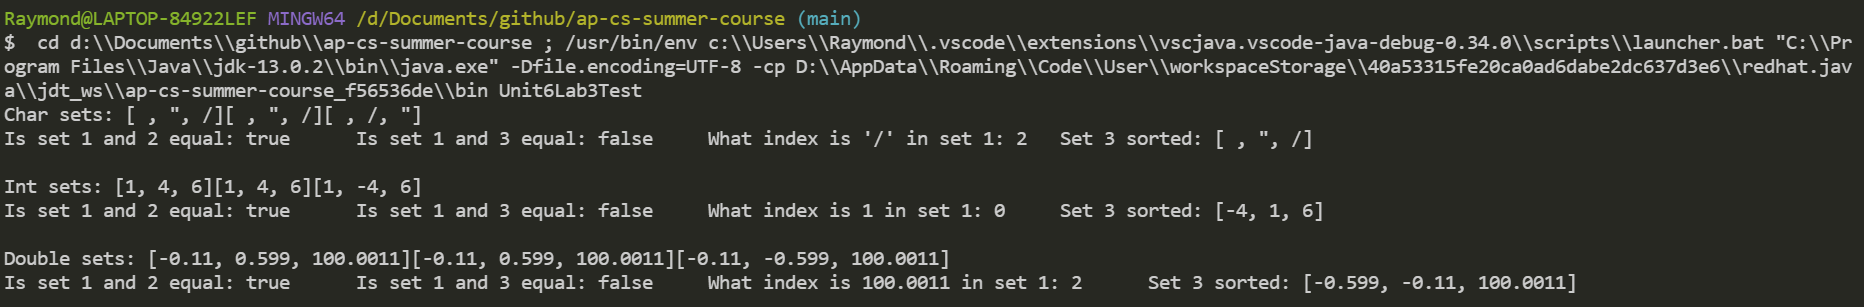 Raymond@LAPTOP-84922LEF MINGW64 /d/Documents/github/ap-cs-summer-course (main)
$  cd d:\\Documents\\github\\ap-cs-summer-course ; /usr/bin/env c:\\Users\\Raymond\\.vscode\\extensions\\vscjava.vscode-java-debug-0.34.0\\scripts\\launcher.bat "C:\\Pr
ogram Files\\Java\\jdk-13.0.2\\bin\\java.exe" -Dfile.encoding=UTF-8 -cp D:\\AppData\\Roaming\\Code\\User\\workspaceStorage\\40a53315fe20ca0ad6dabe2dc637d3e6\\redhat.jav
a\\jdt_ws\\ap-cs-summer-course_f56536de\\bin Unit6Lab3Test
Char sets: [ , ", /][ , ", /][ , /, "]
Is set 1 and 2 equal: true      Is set 1 and 3 equal: false     What index is '/' in set 1: 2   Set 3 sorted: [ , ", /]
Int sets: [1, 4, 6][1, 4, 6][1, -4, 6]
Is set 1 and 2 equal: true      Is set 1 and 3 equal: false     What index is 1 in set 1: 0     Set 3 sorted: [-4, 1, 6]
Double sets: [-0.11, 0.599, 100.0011][-0.11, 0.599, 100.0011][-0.11, -0.599, 100.0011]
Is set 1 and 2 equal: true      Is set 1 and 3 equal: false     What index is 100.0011 in set 1: 2      Set 3 sorted: [-0.599, -0.11, 100.0011]